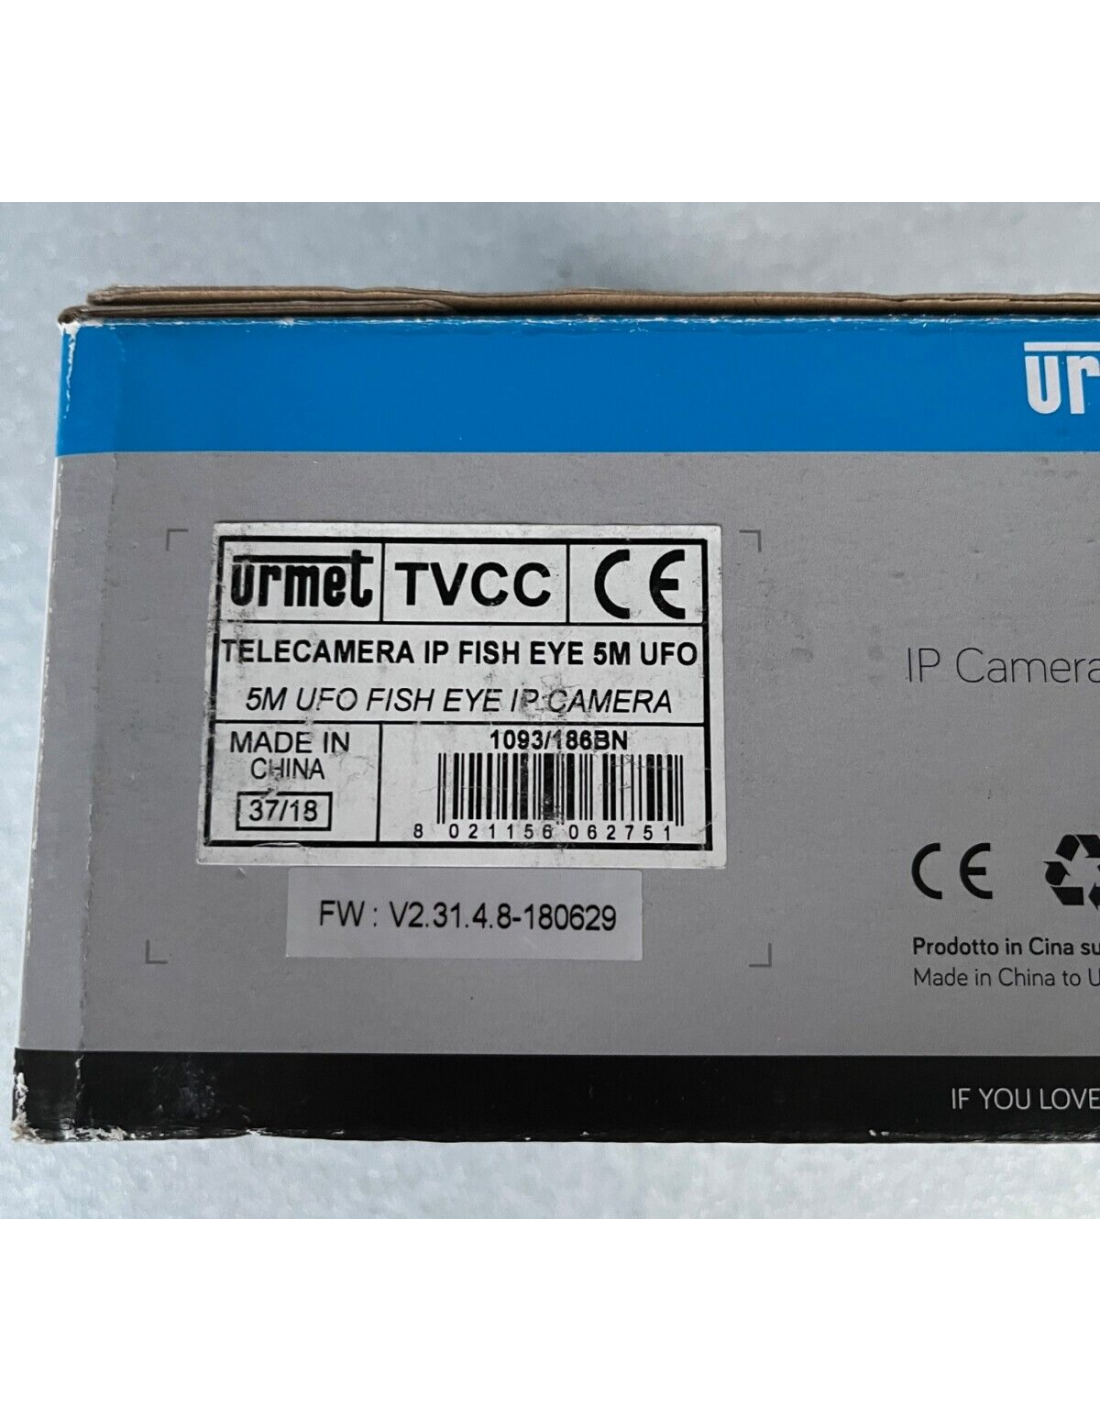 ur
urmet TVCC CE
TELECAMERA IP FISH EYE 5M UFO
5M UFO FISH EYE IP CAMERA
MADE IN
CHINA
37/18
1093/186BN
8 021156 062751
FW : V2.31.4.8-180629
IP Camera
CE
Prodotto in Cina su
Made in China to U
IF YOU LOVE